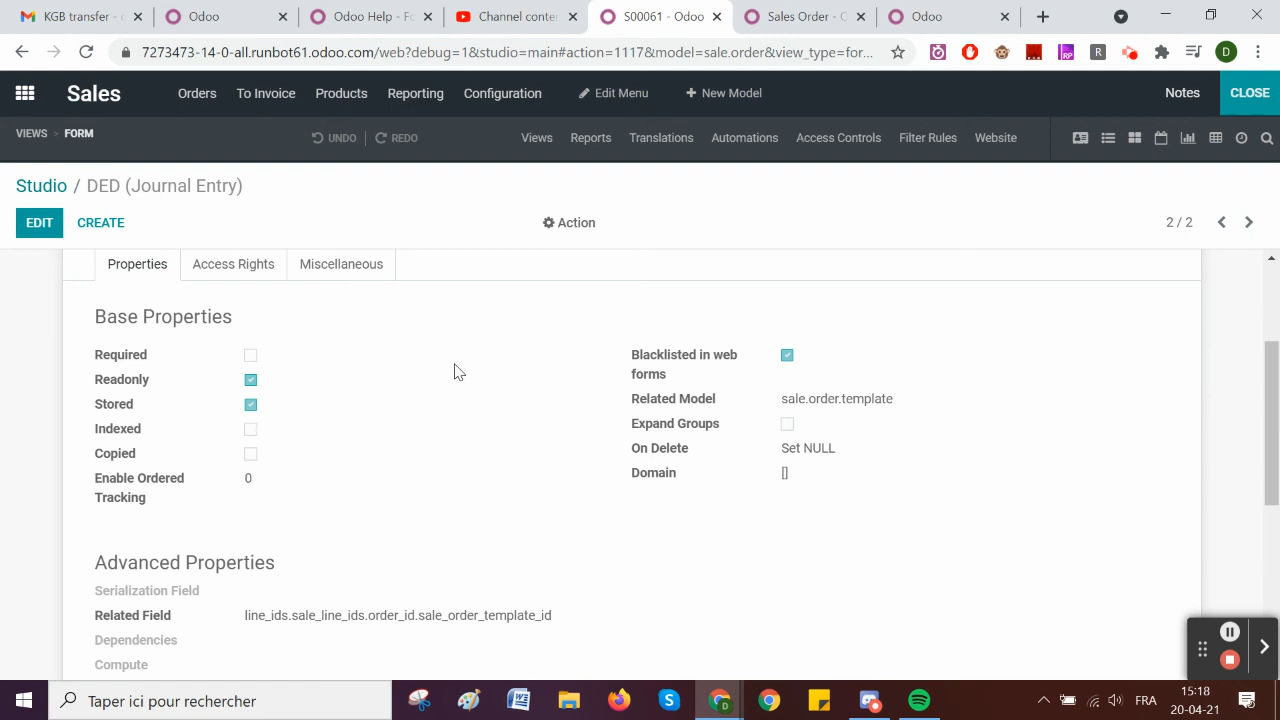 KGB transfer -
Odoo
Odoo Help - Fo
Channel conter
S00061 - Odoo
Sales Order - C
Odoo
7273473-14-0-all.runbot61.odoo.com/web?debug=1&studio=main#action=1117&model=sale.order&view_type=for...
Sales
Orders
To Invoice
Products
Reporting
Configuration
Edit Menu
New Model
Notes
CLOSE
VIEWS > FORM
UNDO
REDO
Views
Reports
Translations
Automations
Access Controls
Filter Rules
Website
Studio / DED (Journal Entry)
EDIT
CREATE
Action
2 / 2
Properties
Access Rights
Miscellaneous
Base Properties
Required
Readonly
Stored
Indexed
Copied
Enable Ordered Tracking 0
Blacklisted in web forms
Related Model sale.order.template
Expand Groups
On Delete Set NULL
Domain []
Advanced Properties
Serialization Field
Related Field line_ids.sale_line_ids.order_id.sale_order_template_id
Dependencies
Compute
Taper ici pour rechercher
FRA
15:18
20-04-21